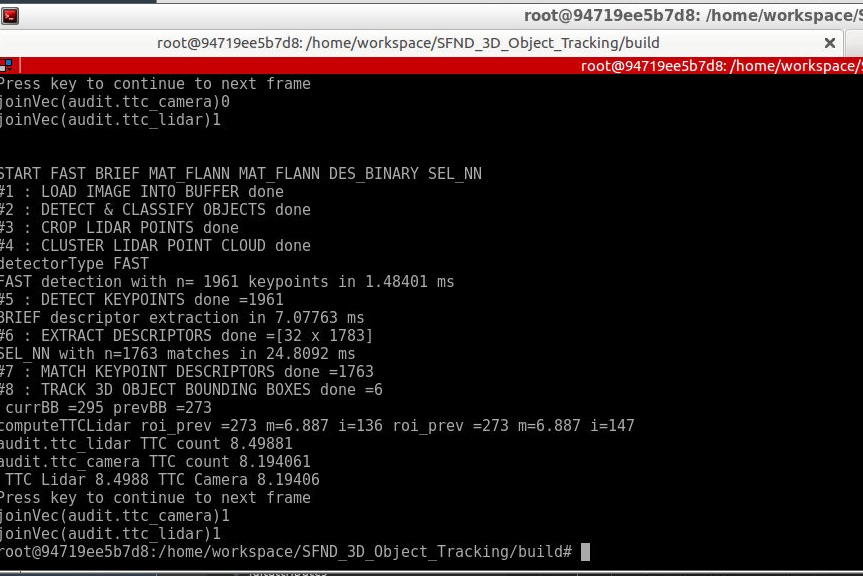 root@94719ee5b7d8: /home/workspace/S
root@94719ee5b7d8: /home/workspace/SFND_3D_Object_Tracking/build
root@94719ee5b7d8: /home/workspace/
Press key to continue to next frame
joinVec(audit.ttc_camera)0
joinVec(audit.ttc_lidar)1
START FAST BRIEF MAT_FLANN MAT_FLANN DES_BINARY SEL_NN
#1 : LOAD IMAGE INTO BUFFER done
#2 : DETECT & CLASSIFY OBJECTS done
#3 : CROP LIDAR POINTS done
#4 : CLUSTER LIDAR POINT CLOUD done
detectorType FAST
FAST detection with n= 1961 keypoints in 1.48401 ms
#5 : DETECT KEYPOINTS done =1961
BRIEF descriptor extraction in 7.07763 ms
#6 : EXTRACT DESCRIPTORS done =[32 x 1783]
SEL_NN with n=1763 matches in 24.8092 ms
#7 : MATCH KEYPOINT DESCRIPTORS done =1763
#8 : TRACK 3D OBJECT BOUNDING BOXES done =6
currBB =295 prevBB =273
computeTTCLidar roi_prev =273 m=6.887 i=136 roi_prev =273 m=6.887 i=147
audit.ttc_lidar TTC count 8.49881
audit.ttc_camera TTC count 8.194061
TTC Lidar 8.4988 TTC Camera 8.19406
Press key to continue to next frame
joinVec(audit.ttc_camera)1
joinVec(audit.ttc_lidar)1
root@94719ee5b7d8:/home/workspace/SFND_3D_Object_Tracking/build#